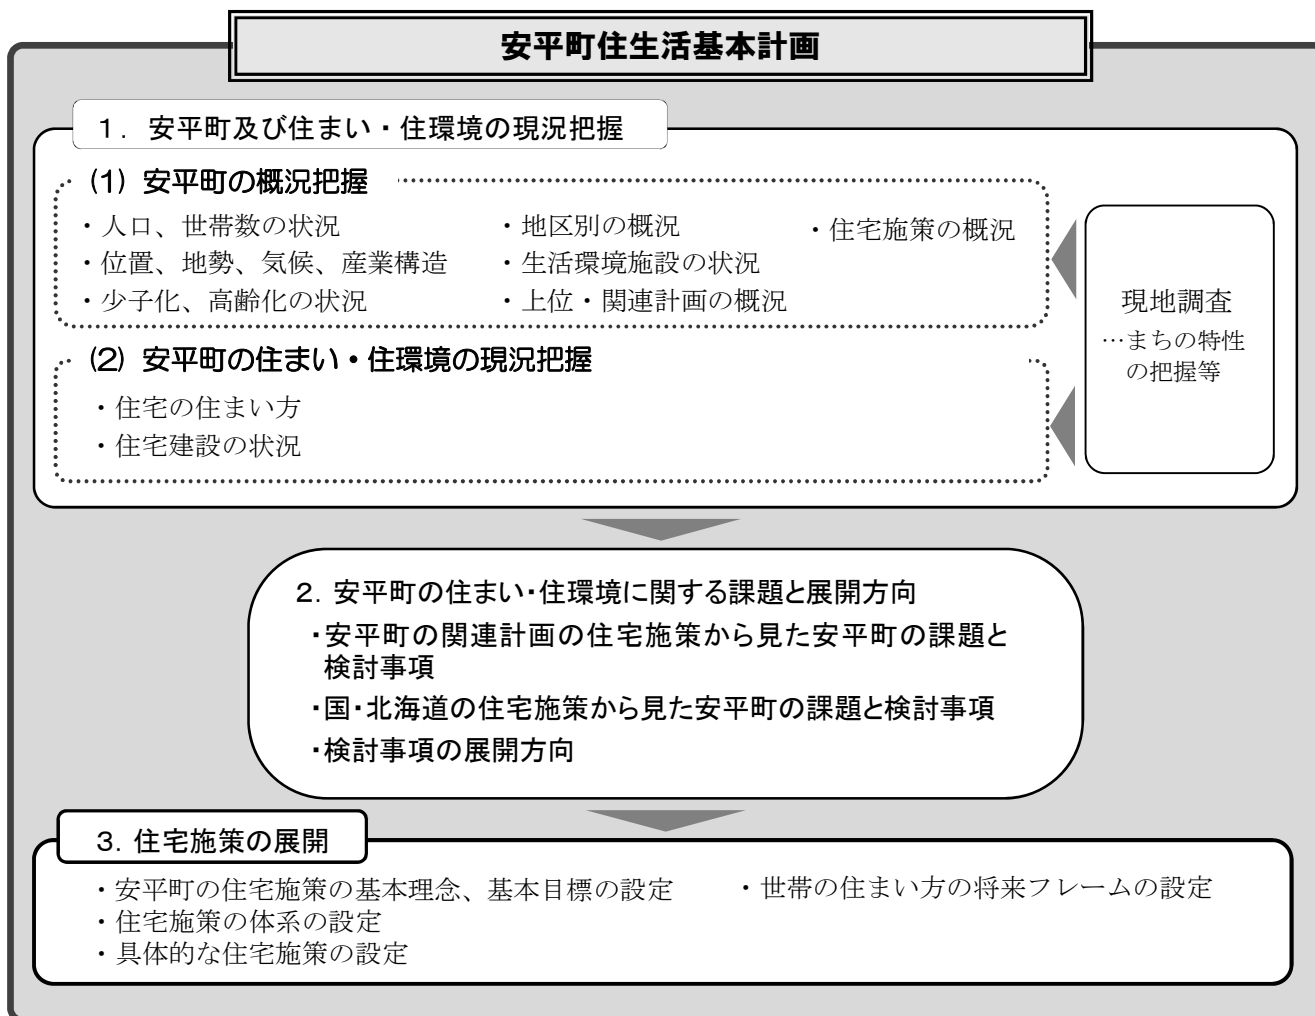 安平町住生活基本計画
1. 安平町及び住まい・住環境の現況把握
(1) 安平町の概況把握
・人口、世帯数の状況
・位置、地勢、気候、産業構造
・少子化、高齢化の状況
・地区別の概況
・生活環境施設の状況
・上位・関連計画の概況
・住宅施策の概況
(2) 安平町の住まい・住環境の現況把握
・住宅の住まい方
・住宅建設の状況
現地調査
…まちの特性
の把握等
2. 安平町の住まい・住環境に関する課題と展開方向
・安平町の関連計画の住宅施策から見た安平町の課題と
検討事項
・国・北海道の住宅施策から見た安平町の課題と検討事項
・検討事項の展開方向
3. 住宅施策の展開
・安平町の住宅施策の基本理念、基本目標の設定
・住宅施策の体系の設定
・具体的な住宅施策の設定
・世帯の住まい方の将来フレームの設定